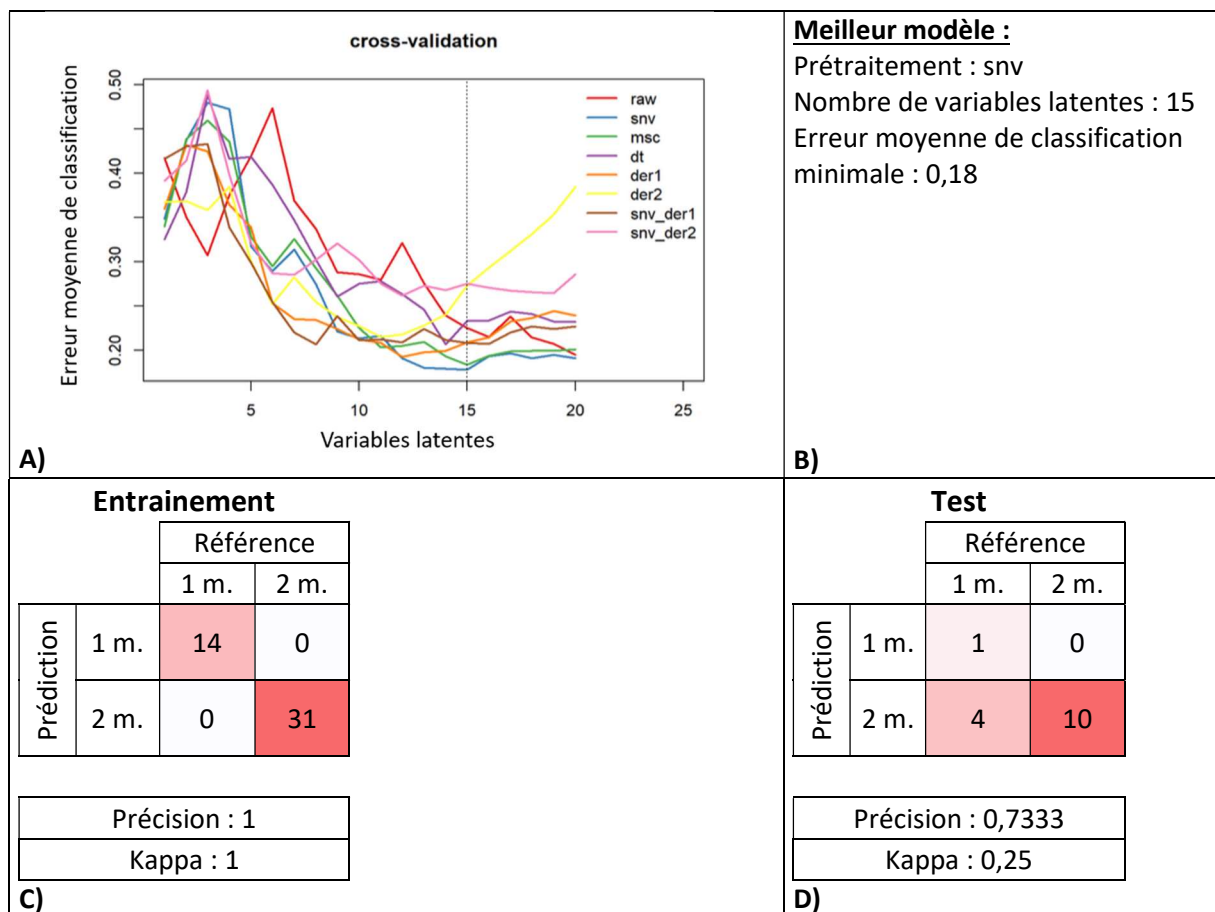 cross-validation
Erreur moyenne de classification
0.50
0.40
0.30
0.20
raw
snv
msc
dt
der1
der2
snv_der1
snv_der2
5
10
15
20
25
Variables latentes
A)
Meilleur modèle :
Prétraitement : snv
Nombre de variables latentes : 15
Erreur moyenne de classification
minimale : 0,18
B)
Entrainement
Référence
1 m. 2 m.
Prédiction
1 m. 14 0
2 m. 0 31
Précision : 1
Kappa : 1
C)
Test
Référence
1 m. 2 m.
Prédiction
1 m. 1 0
2 m. 4 10
Précision : 0,7333
Kappa : 0,25
D)